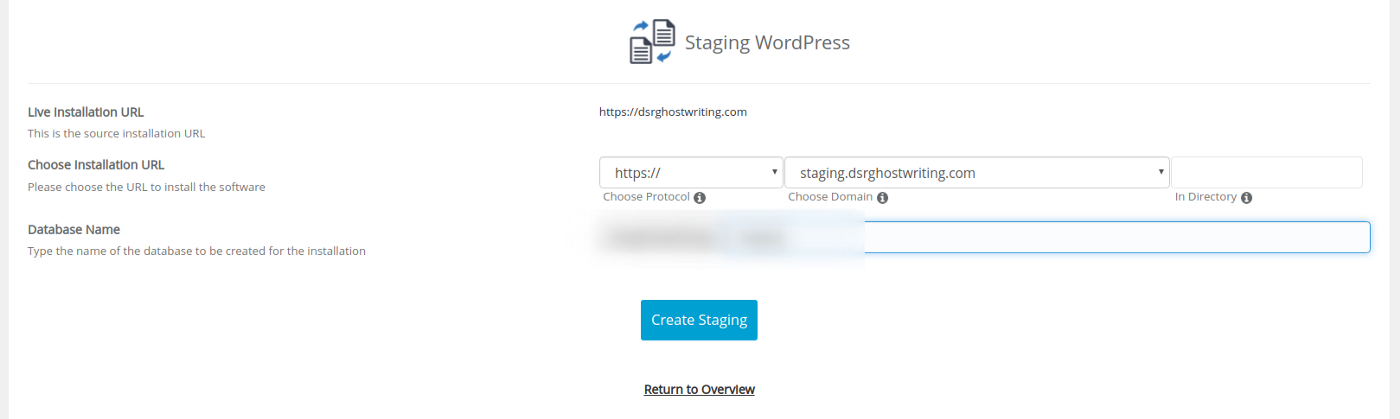 Staging WordPress
Live Installation URL
https://dsrghostwriting.com
This is the source installation URL
Choose Installation URL
https://
staging.dsrghostwriting.com
Please choose the URL to install the software
Choose Protocol
Choose Domain
In Directory
Database Name
Type the name of the database to be created for the installation
Create Staging
Return to Overview